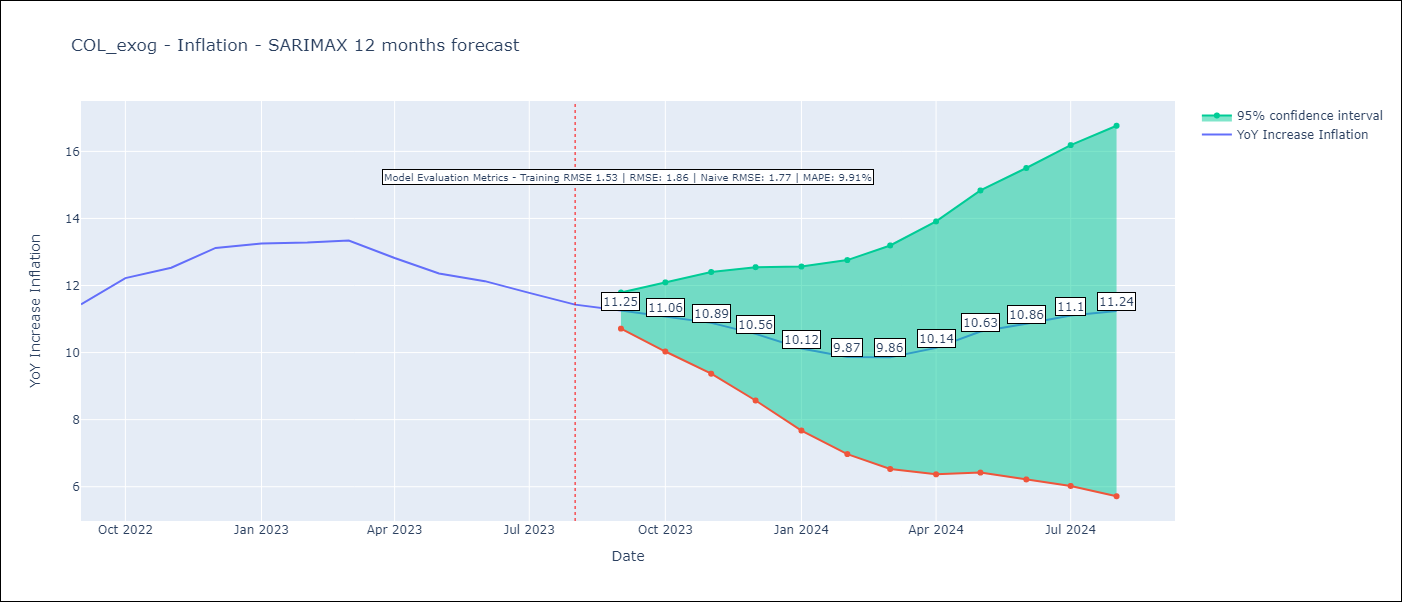 COL_exog - Inflation - SARIMAX 12 months forecast
95% confidence interval
YoY Increase Inflation
Model Evaluation Metrics - Training RMSE 1.53 | RMSE: 1.86 | Naive RMSE: 1.77 | MAPE: 9.91%
YoY Increase Inflation
16
14
12
10
8
6
11.25
11.06
10.89
10.56
10.12
9.87
9.86
10.14
10.63
10.86
11.1
11.24
Oct 2022
Jan 2023
Apr 2023
Jul 2023
Oct 2023
Jan 2024
Apr 2024
Jul 2024
Date